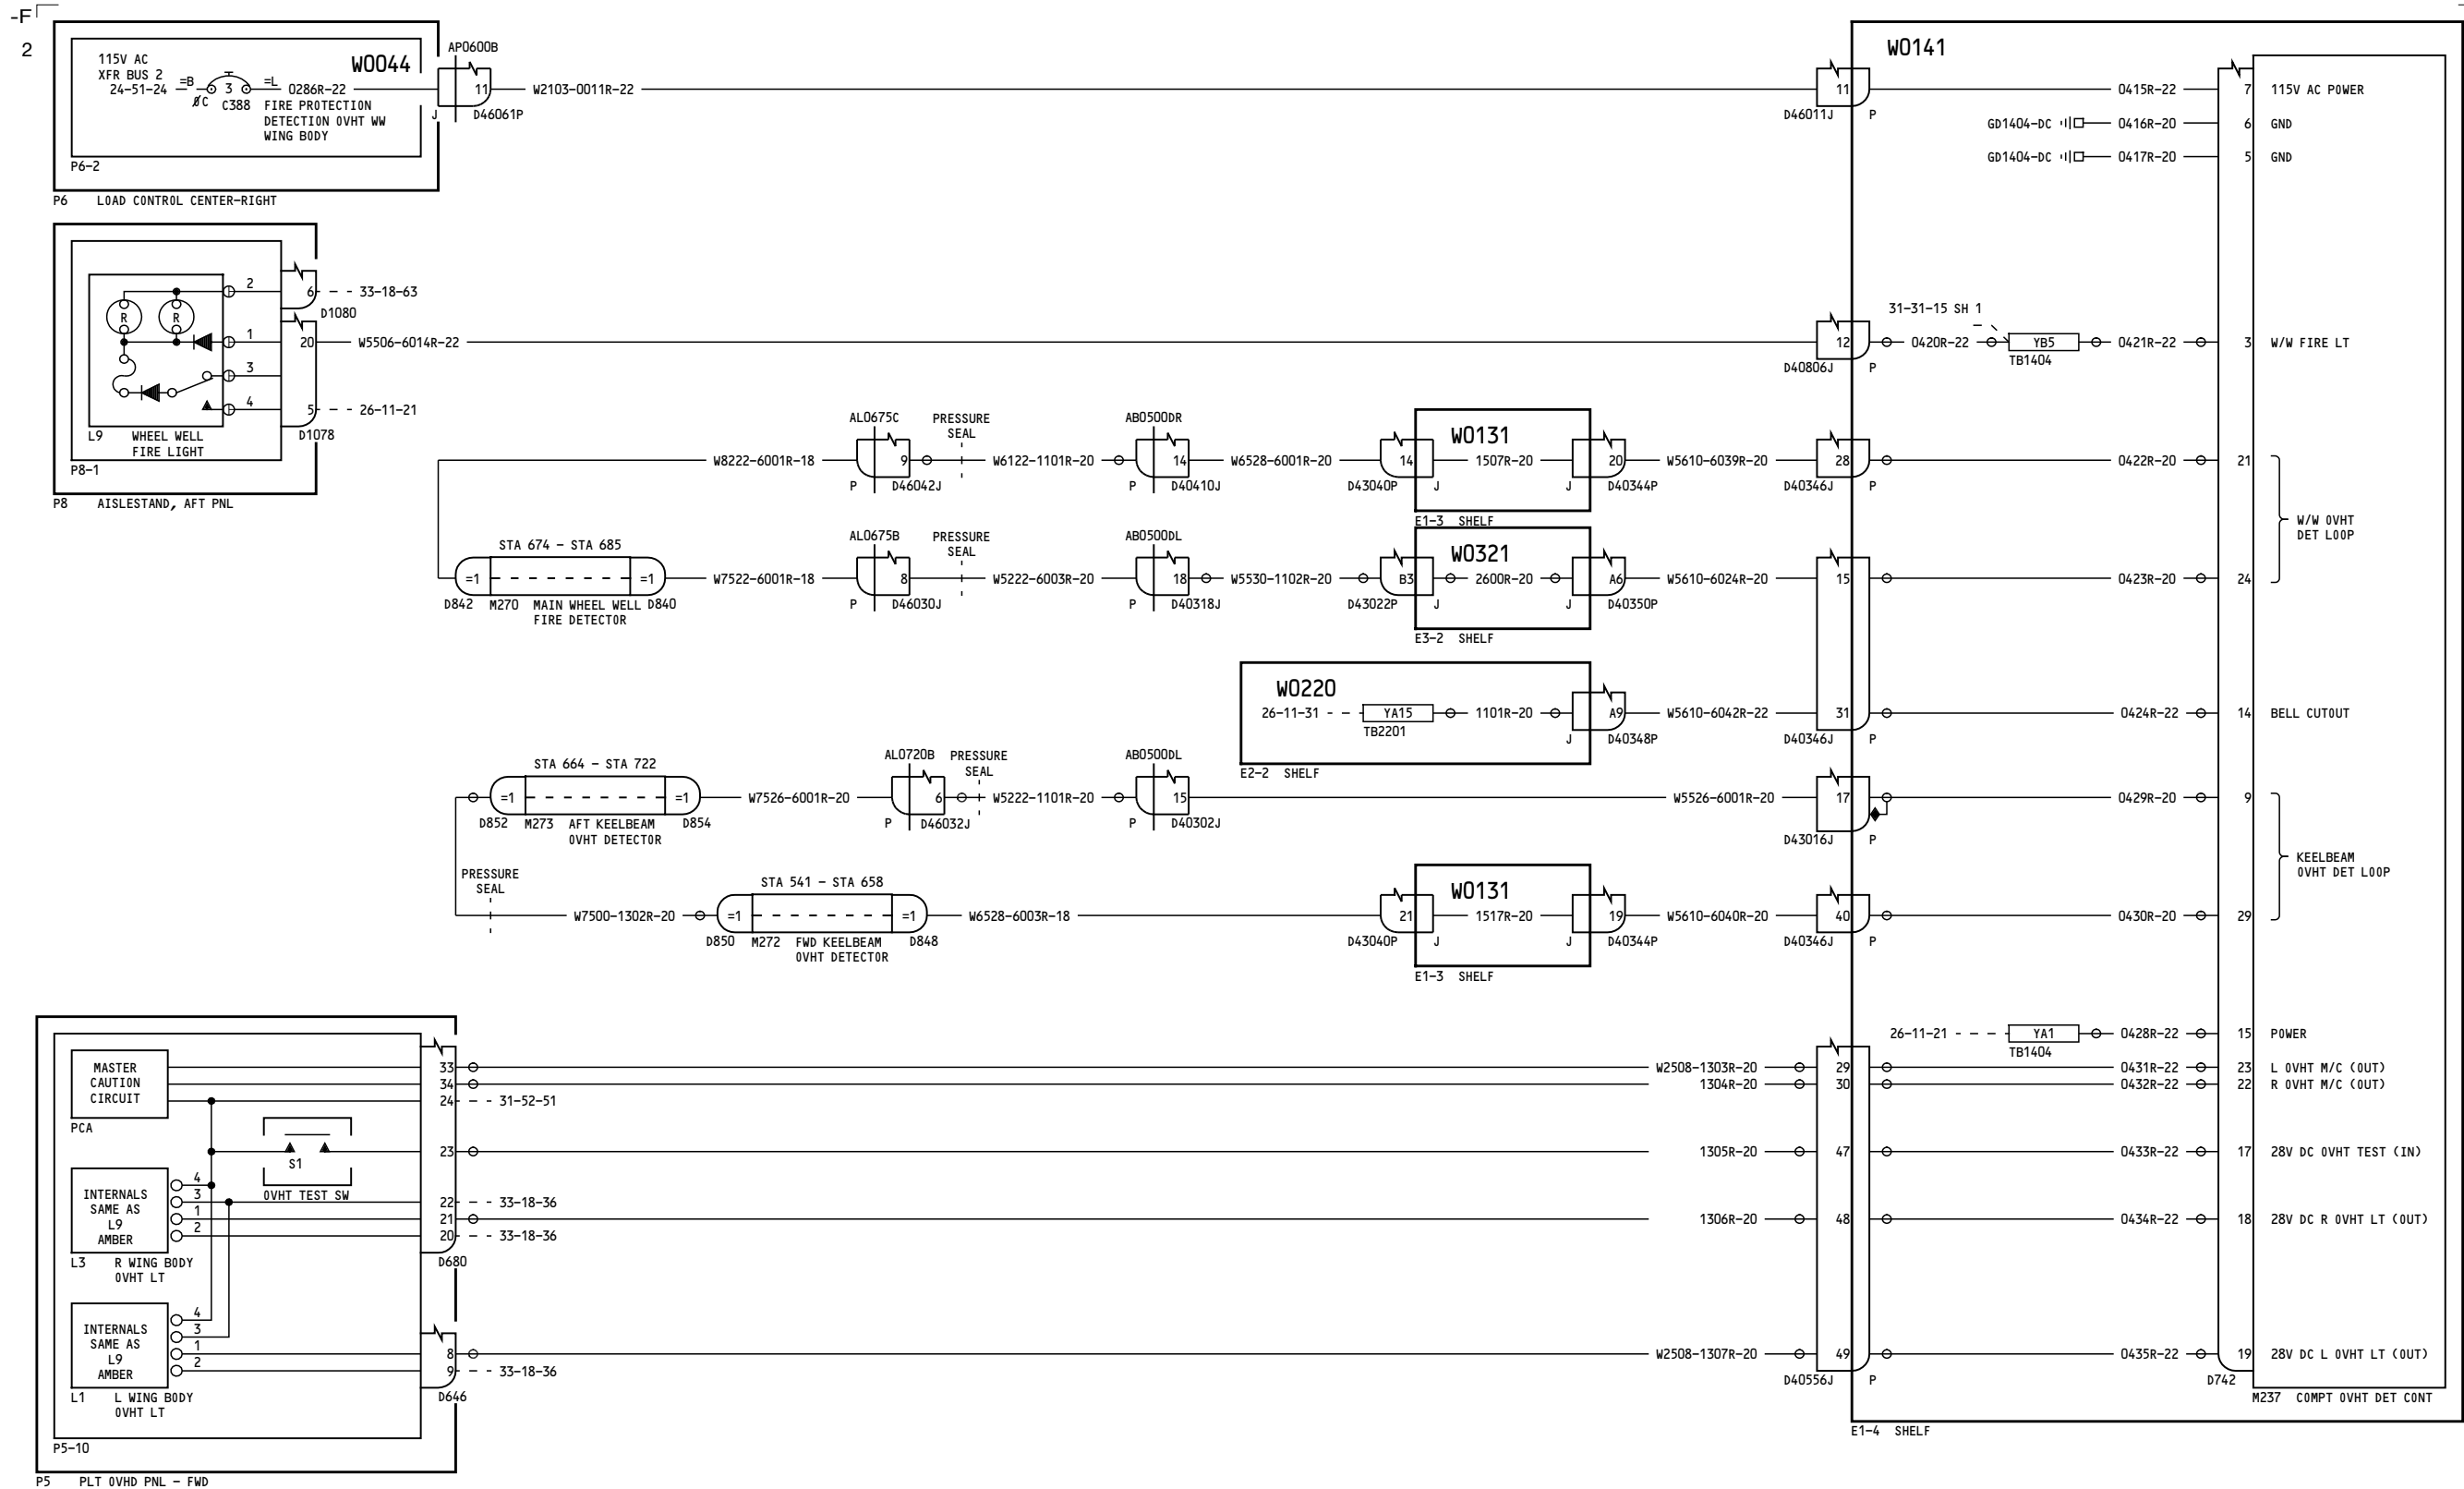 -F
2
115V AC
XFR BUS 2
24-51-24
=B
ØC
3
C388
=L
0286R-22
FIRE PROTECTION
DETECTION OVHT WW
WING BODY
W0044
P6-2
P6 LOAD CONTROL CENTER-RIGHT
AP0600B
11
J
D46061P
W2103-0011R-22
11
D46011J P
W0141
0415R-22
7 115V AC POWER
GD1404-DC 0416R-20 6 GND
GD1404-DC 0417R-20 5 GND
R
R
2
6 - - 33-18-63
D1080
1
20 W5506-6014R-22
3
4
5 - - 26-11-21
D1078
L9 WHEEL WELL
FIRE LIGHT
P8-1
P8 AISLESTAND, AFT PNL
12
D40806J P
31-31-15 SH 1
0420R-22 YB5 0421R-22 3 W/W FIRE LT
TB1404
AL0675C PRESSURE
SEAL
AB0500DR
W8222-6001R-18 9 W6122-1101R-20 14 W6528-6001R-20 14 1507R-20 20 W5610-6039R-20 28 0422R-20 21
W0131
P D46042J P D40410J D43040P J J D40344P D40346J P
E1-3 SHELF
W/W OVHT
DET LOOP
STA 674 - STA 685
AL0675B PRESSURE
SEAL
AB0500DL
W0321
=1 =1 W7522-6001R-18 8 W5222-6003R-20 18 W5530-1102R-20 B3 2600R-20 A6 W5610-6024R-20 15 0423R-20 24
D842 M270 MAIN WHEEL WELL D840
FIRE DETECTOR
P D46030J P D40318J D43022P J J D40350P
E3-2 SHELF
W0220
26-11-31 - - YA15 1101R-20 A9 W5610-6042R-22 31 0424R-22 14 BELL CUTOUT
TB2201 J D40348P D40346J P
E2-2 SHELF
STA 664 - STA 722
AL0720B PRESSURE
SEAL
AB0500DL
=1 =1 W7526-6001R-20 6 W5222-1101R-20 15 W5526-6001R-20 17 0429R-20 9
D852 M273 AFT KEELBEAM D854
OVHT DETECTOR
P D46032J P D40302J D43016J P
KEELBEAM
OVHT DET LOOP
PRESSURE
SEAL
STA 541 - STA 658
W0131
W7500-1302R-20 =1 =1 W6528-6003R-18 21 1517R-20 19 W5610-6040R-20 40 0430R-20 29
D850 M272 FWD KEELBEAM D848
OVHT DETECTOR
D43040P J J D40344P D40346J P
E1-3 SHELF
26-11-21 - - - YA1 0428R-22 15 POWER
TB1404
MASTER
CAUTION
CIRCUIT
PCA
33 W2508-1303R-20 29 0431R-22 23 L OVHT M/C (OUT)
34 1304R-20 30 0432R-22 22 R OVHT M/C (OUT)
24 - - 31-52-51
S1
OVHT TEST SW
23 1305R-20 47 0433R-22 17 28V DC OVHT TEST (IN)
INTERNALS
SAME AS
L9
AMBER
4
3
1
2
L3 R WING BODY
OVHT LT
22 - - 33-18-36
21 1306R-20 48 0434R-22 18 28V DC R OVHT LT (OUT)
20 - - 33-18-36
D680
INTERNALS
SAME AS
L9
AMBER
4
3
1
2
L1 L WING BODY
OVHT LT
8 W2508-1307R-20 49 0435R-22 19 28V DC L OVHT LT (OUT)
9 - - 33-18-36
D646
D40556J P
D742
M237 COMPT OVHT DET CONT
P5-10
E1-4 SHELF
P5 PLT OVHD PNL - FWD